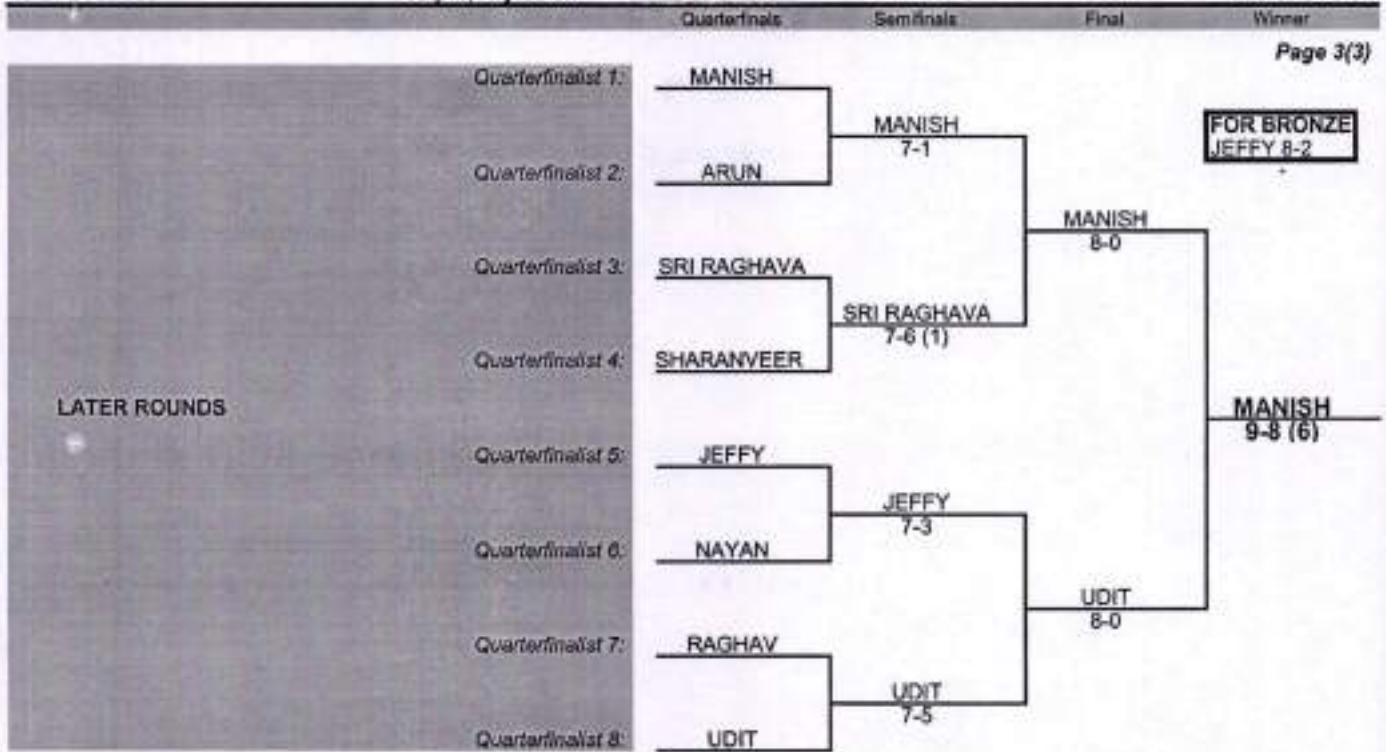 Quarterfinals Semifinals Final Winner
Page 3(3)
Quarterfinalist 1: MANISH
MANISH
7-1
FOR BRONZE
JEFFY 8-2
Quarterfinalist 2: ARUN
MANISH
8-0
Quarterfinalist 3: SRI RAGHAVA
SRI RAGHAVA
7-6 (1)
Quarterfinalist 4: SHARANVEER
LATER ROUNDS
MANISH
9-8 (6)
Quarterfinalist 5: JEFFY
JEFFY
7-3
Quarterfinalist 6: NAYAN
UDIT
8-0
Quarterfinalist 7: RAGHAV
UDIT
7-5
Quarterfinalist 8: UDIT